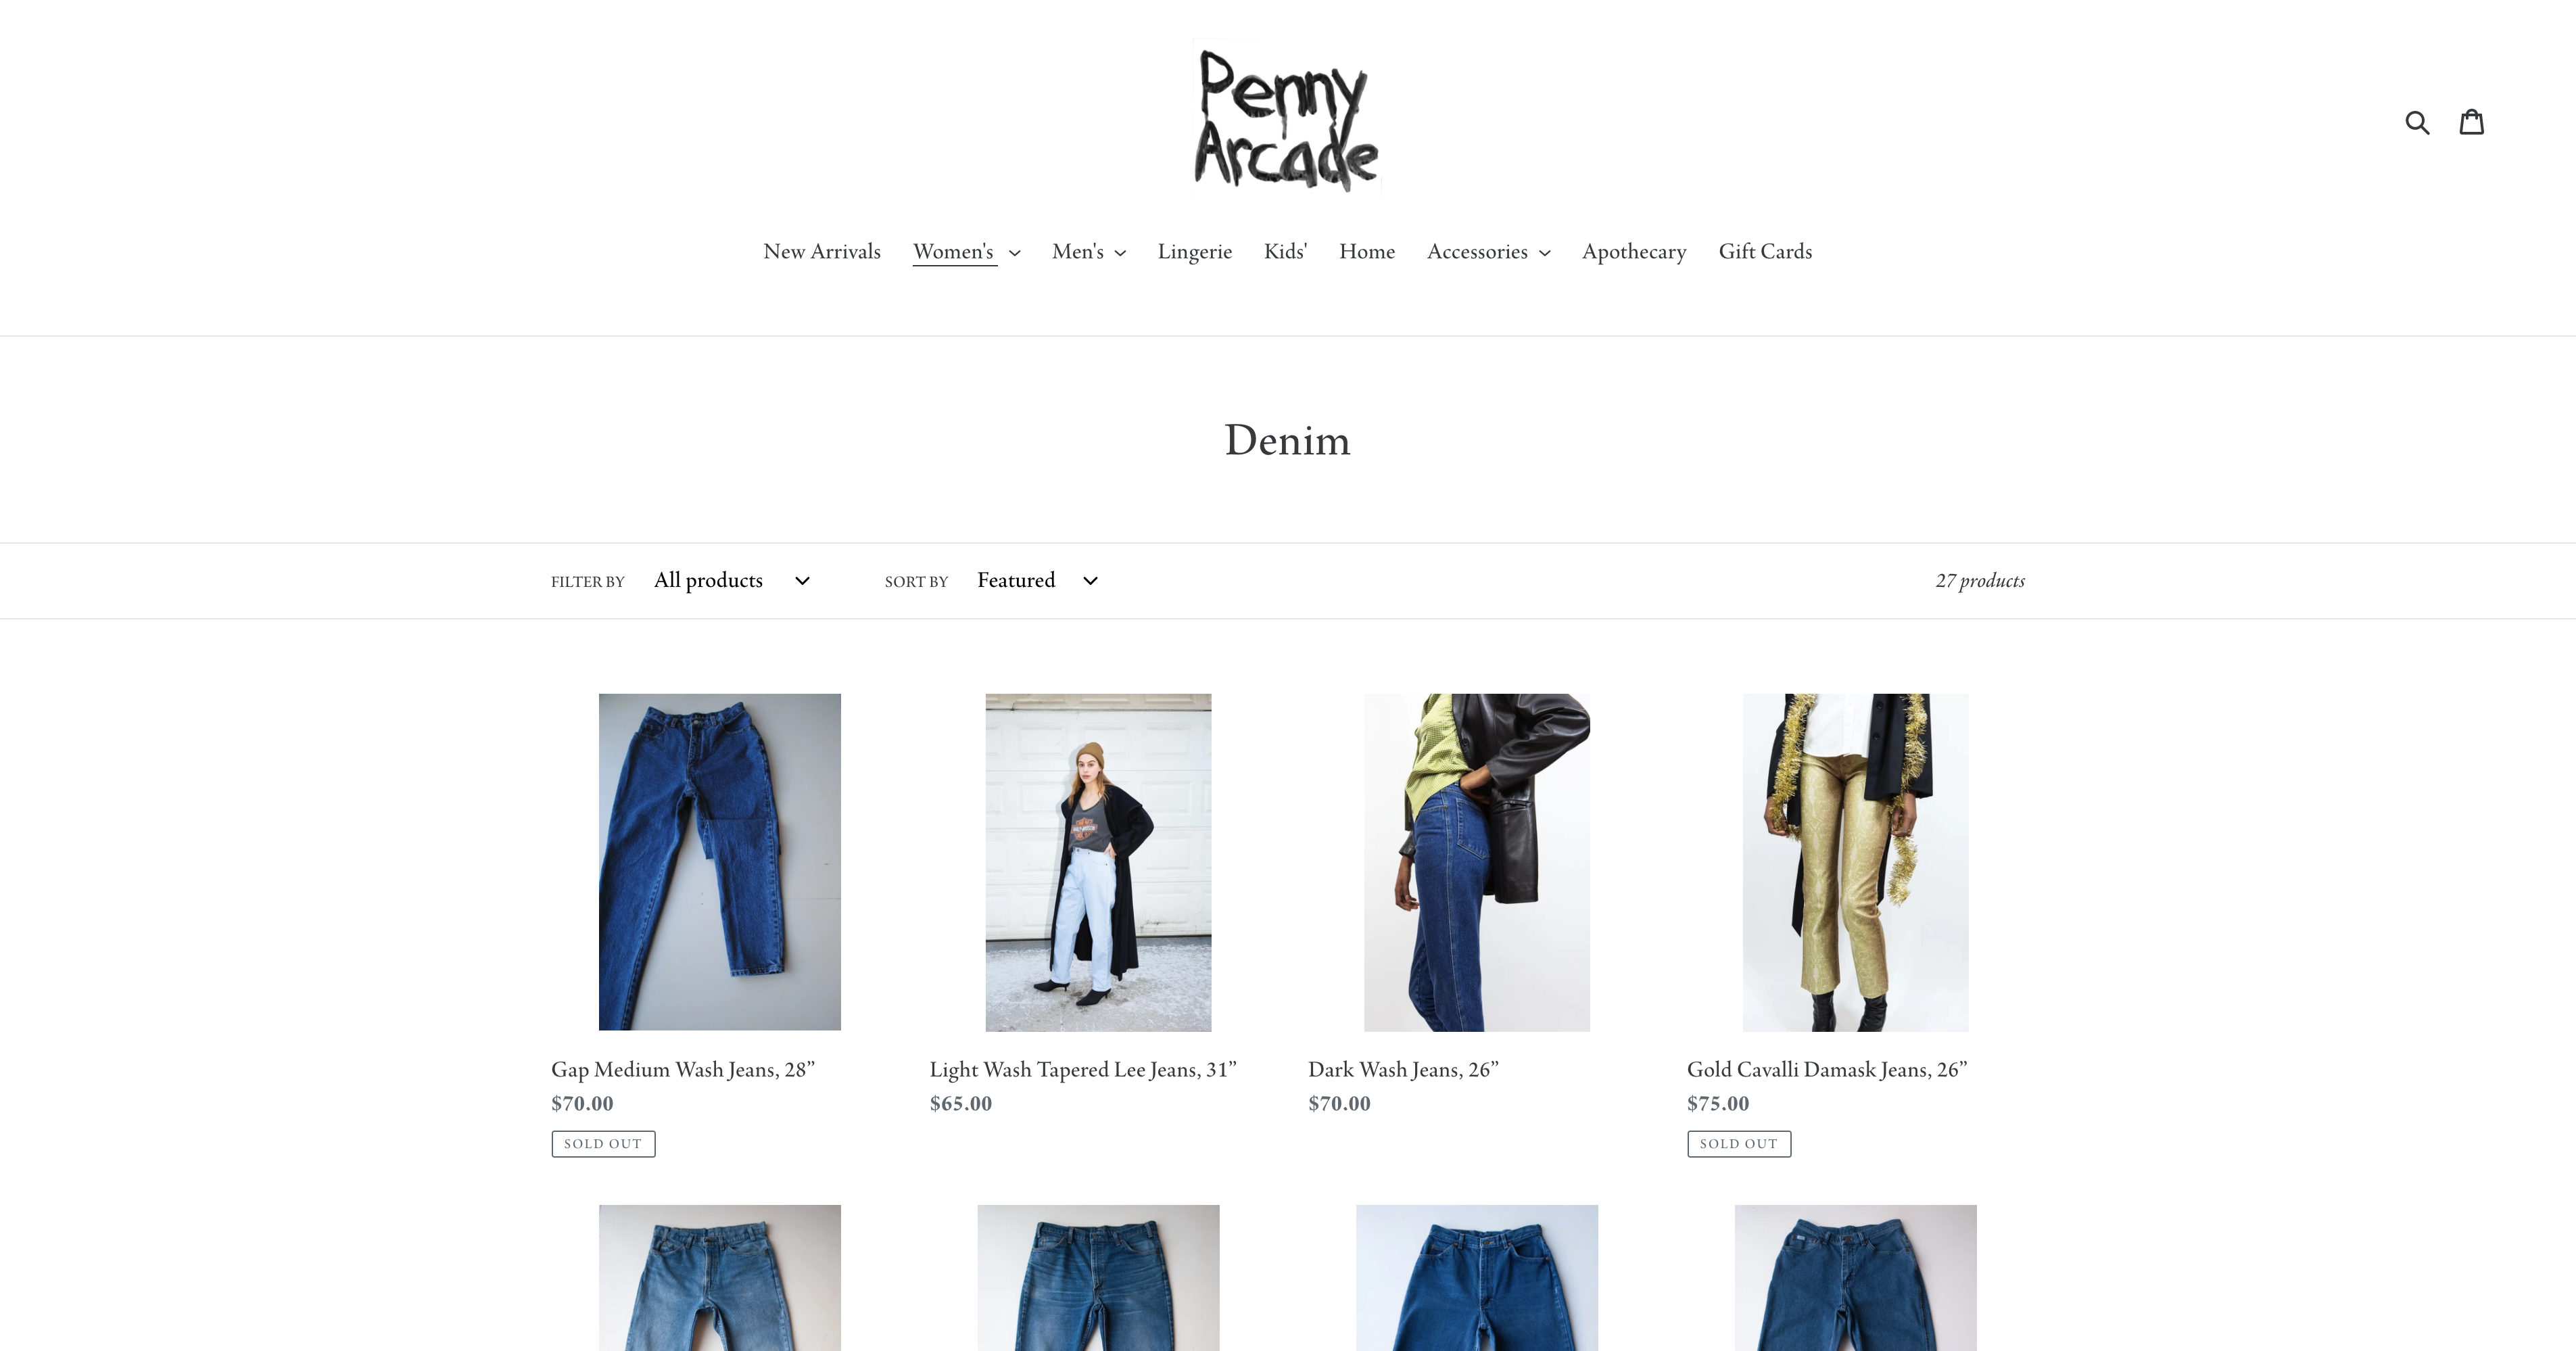 Penny
Arcade
New Arrivals Women's Men's Lingerie Kids' Home Accessories Apothecary Gift Cards
Denim
FILTER BY All products SORT BY Featured 27 products
HARLEY-DAVIDSON
Gap Medium Wash Jeans, 28” Light Wash Tapered Lee Jeans, 31” Dark Wash Jeans, 26” Gold Cavalli Damask Jeans, 26”
$70.00 $65.00 $70.00 $75.00
SOLD OUT SOLD OUT